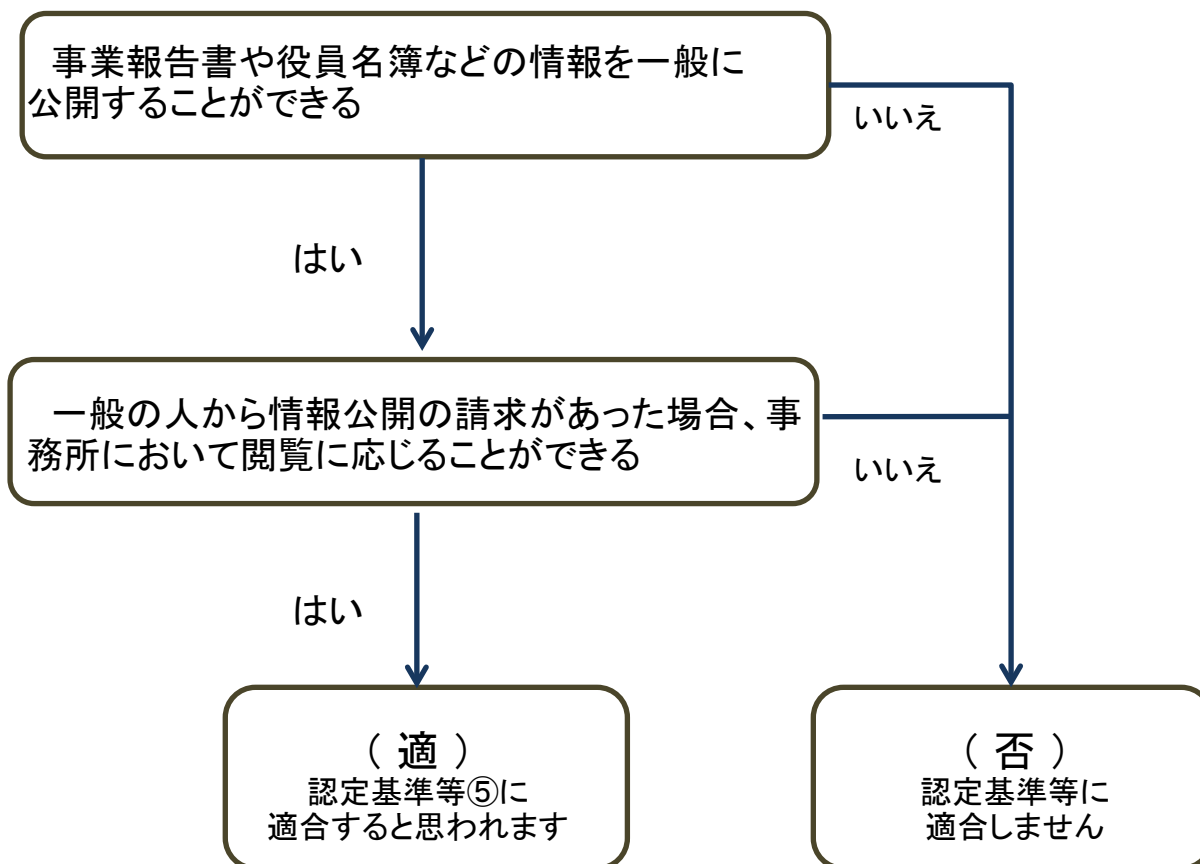 事業報告書や役員名簿などの情報を一般に
公開することができる
いいえ
はい
一般の人から情報公開の請求があった場合、事
務所において閲覧に応じることができる
いいえ
はい
（ 適 ）
認定基準等⑤に
適合すると思われます
（ 否 ）
認定基準等に
適合しません